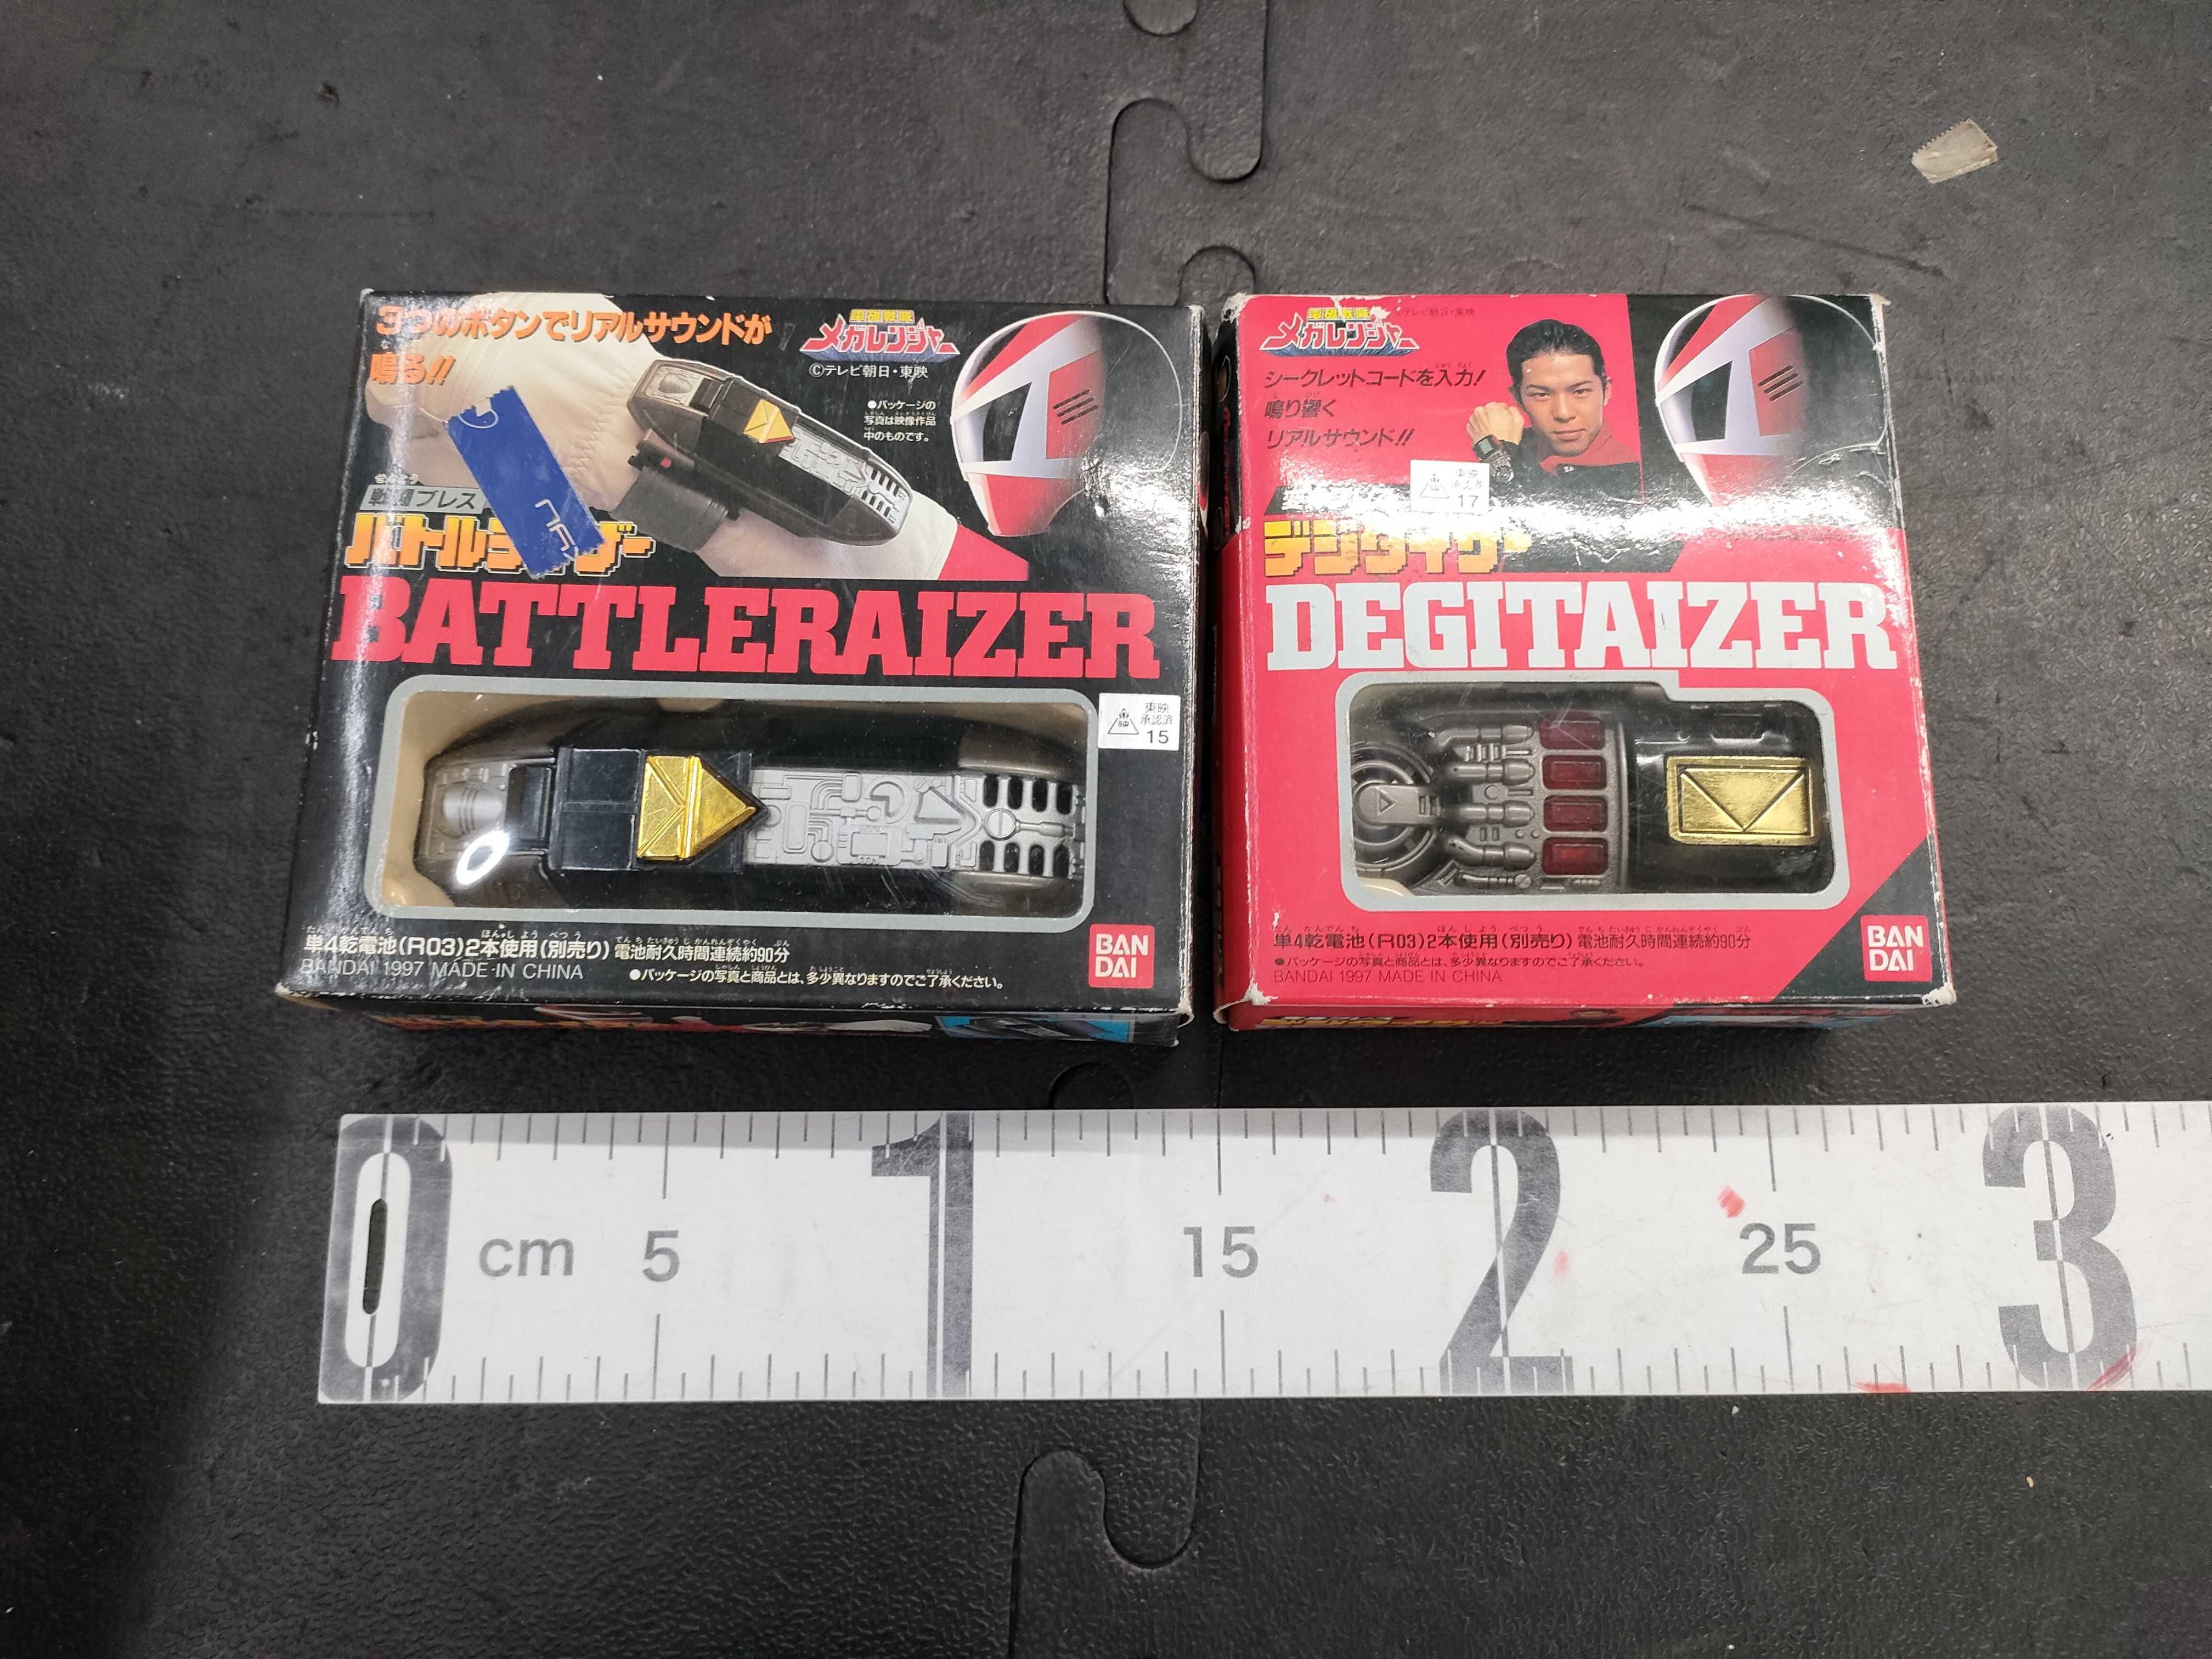 3つのボタンでリアルサウンドが
鳴る!!
電磁戦隊
メガレンジャー
©テレビ朝日・東映
●パッケージの
写真は映像作品
中のものです。
戦闘ブレス
BATTLERAIZER
東映
承認済
15
単4乾電池(R03)2本使用(別売り)電池耐久時間連続約90分
BANDAI 1997 MADE IN CHINA
●パッケージの写真と商品とは、多少異なりますのでご了承ください。
BAN
DAI
電磁戦隊
メガレンジャー
テレビ朝日・東映
シークレットコードを入力!
鳴り響く
リアルサウンド!!
東映
承認済
17
デジタイザー
DEGITAIZER
単4乾電池(R03)2本使用(別売り)電池耐久時間連続約90分
●パッケージの写真と商品とは、多少異なりますのでご了承ください。
BANDAI 1997 MADE IN CHINA
BAN
DAI
0 cm 5 1 15 2 25 3